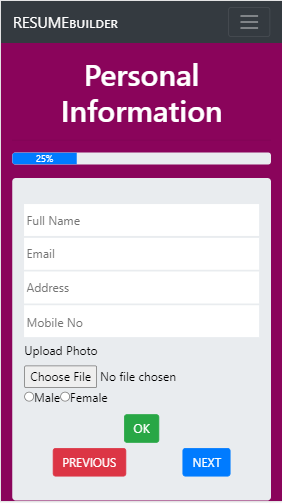 RESUMEBUILDER
Personal
Information
25%
Full Name
Email
Address
Mobile No
Upload Photo
Choose File No file chosen
Male Female
OK
PREVIOUS NEXT